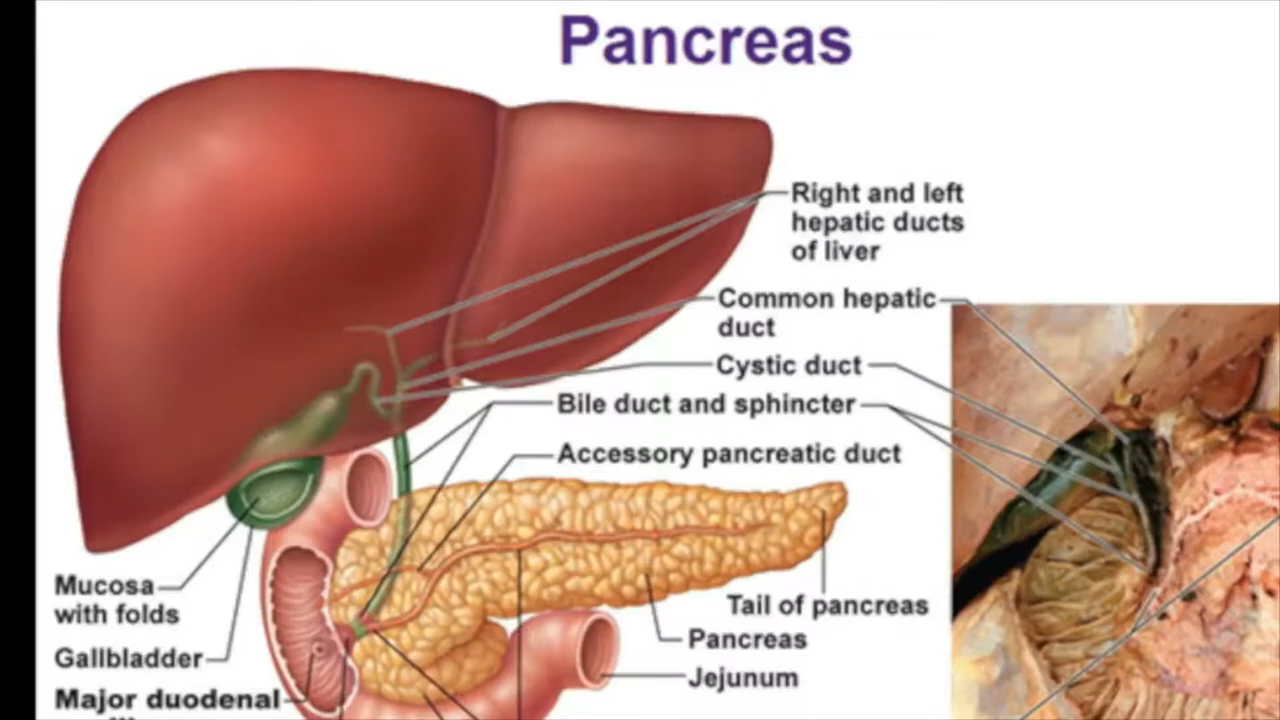 Pancreas
Right and left
hepatic ducts
of liver
Common hepatic
duct
Cystic duct
Bile duct and sphincter
Accessory pancreatic duct
Mucosa
with folds
Tail of pancreas
Pancreas
Gallbladder
Jejunum
Major duodenal